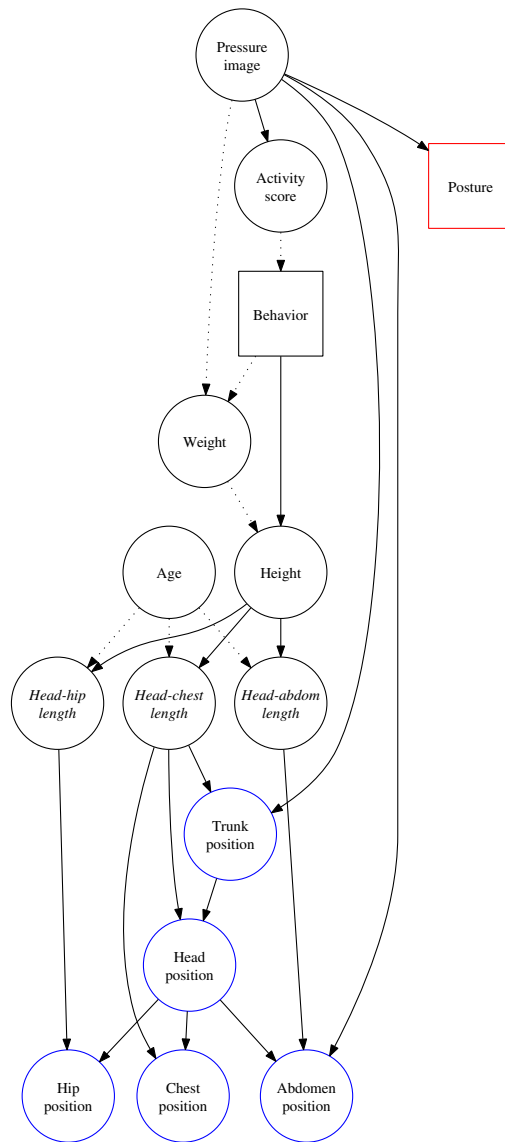 Pressure
image
Activity
score
Posture
Behavior
Weight
Age
Height
Head-hip
length
Head-chest
length
Head-abdom
length
Trunk
position
Head
position
Hip
position
Chest
position
Abdomen
position